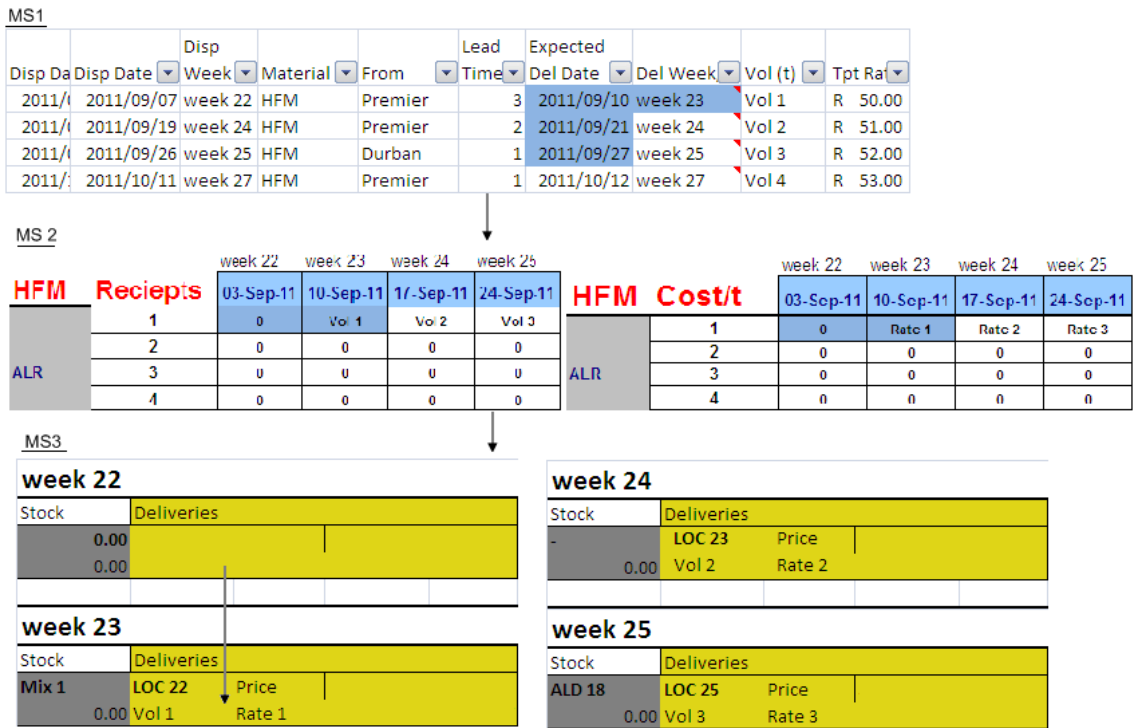 MS1
Disp Lead Expected
Disp Da Disp Date Week Material From Time Del Date Del Week, Vol (t) Tpt Rat
2011/ 2011/09/07 week 22 HFM Premier 3 2011/09/10 week 23 Vol 1 R 50.00
2011/ 2011/09/19 week 24 HFM Premier 2 2011/09/21 week 24 Vol 2 R 51.00
2011/ 2011/09/26 week 25 HFM Durban 1 2011/09/27 week 25 Vol 3 R 52.00
2011/ 2011/10/11 week 27 HFM Premier 1 2011/10/12 week 27 Vol 4 R 53.00
MS 2
week 22 week 23 week 24 week 25 week 22 week 23 week 24 week 25
HFM Reciepts 03-Sep-11 10-Sep-11 17-Sep-11 24-Sep-11 HFM Cost/t 03-Sep-11 10-Sep-11 17-Sep-11 24-Sep-11
1 0 Vol 1 Vol 2 Vol 3 1 0 Rate 1 Rate 2 Rate 3
2 0 0 0 0 2 0 0 0 0
ALR 3 0 0 0 0 ALR 3 0 0 0 0
4 0 0 0 0 4 0 0 0 0
MS3
week 22
Stock Deliveries
0.00
0.00
week 23
Stock Deliveries
Mix 1 LOC 22 Price
0.00 Vol 1 Rate 1
week 24
Stock Deliveries
- LOC 23 Price
0.00 Vol 2 Rate 2
week 25
Stock Deliveries
ALD 18 LOC 25 Price
0.00 Vol 3 Rate 3